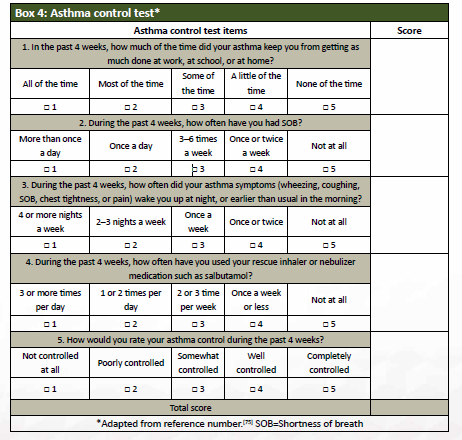 Box 4: Asthma control test*
Asthma control test items Score
1. In the past 4 weeks, how much of the time did your asthma keep you from getting as
much done at work, at school, or at home?
All of the time Most of the time Some of the time A little of the time None of the time
□ 1 □ 2 □ 3 □ 4 □ 5
2. During the past 4 weeks, how often have you had SOB?
More than once a day Once a day 3–6 times a week Once or twice a week Not at all
□ 1 □ 2 □ 3 □ 4 □ 5
3. During the past 4 weeks, how often did your asthma symptoms (wheezing, coughing,
SOB, chest tightness, or pain) wake you up at night, or earlier than usual in the morning?
4 or more nights a week 2–3 nights a week Once a week Once or twice Not at all
□ 1 □ 2 □ 3 □ 4 □ 5
4. During the past 4 weeks, how often have you used your rescue inhaler or nebulizer
medication such as salbutamol?
3 or more times per day 1 or 2 times per day 2 or 3 time per week Once a week or less Not at all
□ 1 □ 2 □ 3 □ 4 □ 5
5. How would you rate your asthma control during the past 4 weeks?
Not controlled at all Poorly controlled Somewhat controlled Well controlled Completely controlled
□ 1 □ 2 □ 3 □ 4 □ 5
Total score
*Adapted from reference number.[75] SOB=Shortness of breath